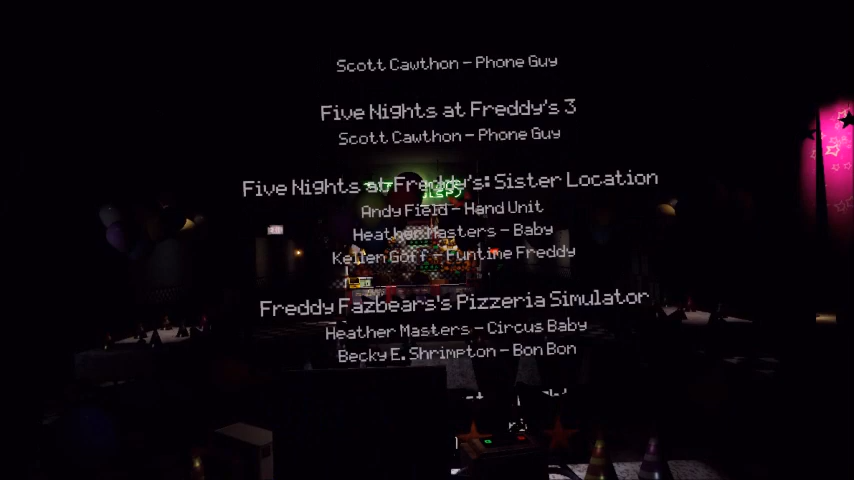 Scott Cawthon - Phone Guy
Five Nights at Freddy's 3
Scott Cawthon - Phone Guy
Five Nights at Freddy's: Sister Location
Andy Field - Hand Unit
Heather Masters - Baby
Kellen Goff - Funtine Freddy
Freddy Fazbears's Pizzeria Simulator
Heather Masters - Circus Baby
Becky E. Shrimpton - Bon Bon